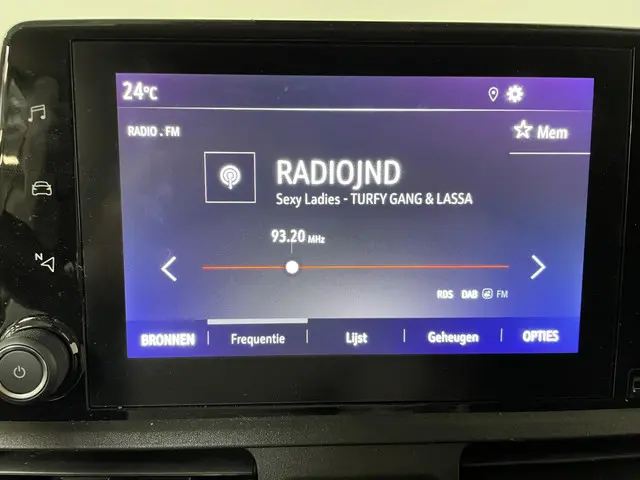 24°C
RADIO . FM
Mem
RADIOJND
Sexy Ladies - TURFY GANG & LASSA
93.20 MHz
RDS DAB FM
BRONNEN Frequentie Lijst Geheugen OPTIES
N